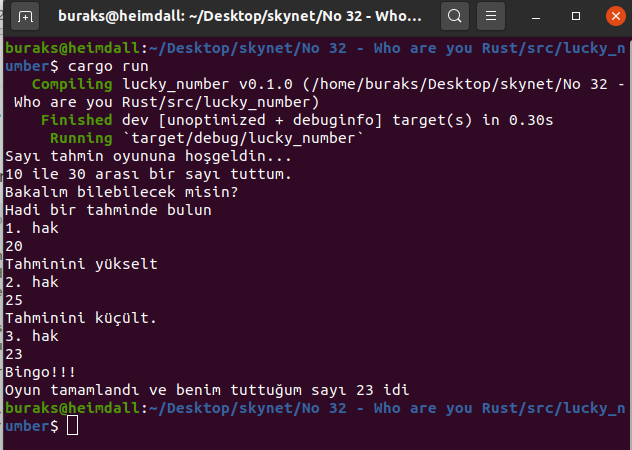 buraks@heimdall: ~/Desktop/skynet/No 32 - Who...
buraks@heimdall:~/Desktop/skynet/No 32 - Who are you Rust/src/lucky_n
umber$ cargo run
Compiling lucky_number v0.1.0 (/home/buraks/Desktop/skynet/No 32 -
Who are you Rust/src/lucky_number)
Finished dev [unoptimized + debuginfo] target(s) in 0.30s
Running `target/debug/lucky_number`
Sayı tahmin oyununa hoşgeldin...
10 ile 30 arası bir sayı tuttum.
Bakalım bilebilecek misin?
Hadi bir tahminde bulun
1. hak
20
Tahminini yükselt
2. hak
25
Tahminini küçült.
3. hak
23
Bingo!!!
Oyun tamamlandı ve benim tuttuğum sayı 23 idi
buraks@heimdall:~/Desktop/skynet/No 32 - Who are you Rust/src/lucky_n
umber$